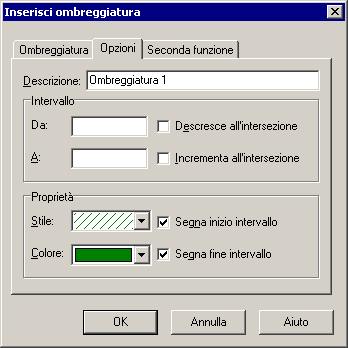 Inserisci ombreggiatura
Ombreggiatura Opzioni Seconda funzione
Descrizione: Ombreggiatura 1
Intervallo
Da: Descresce all'intersezione
A: Incrementa all'intersezione
Proprietà
Stile: Segna inizio intervallo
Colore: Segna fine intervallo
OK Annulla Aiuto